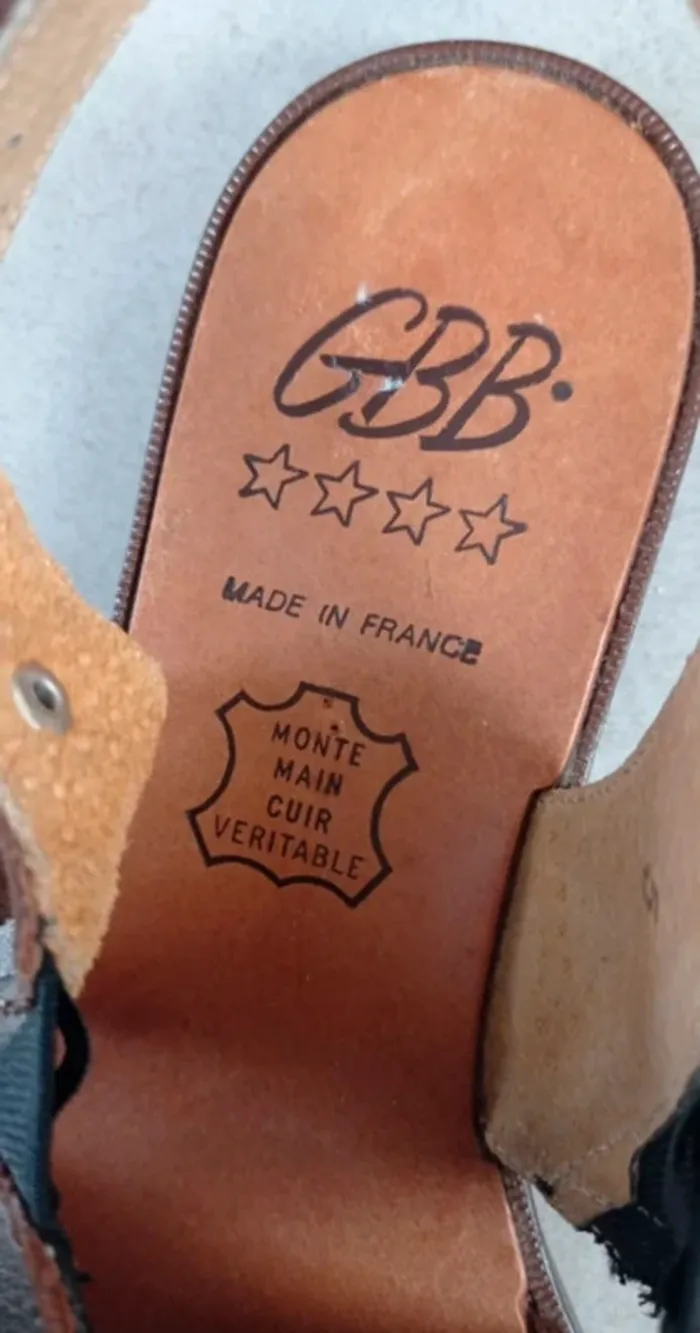 GBB.
MADE IN FRANCE
MONTE
MAIN
CUIR
VERITABLE